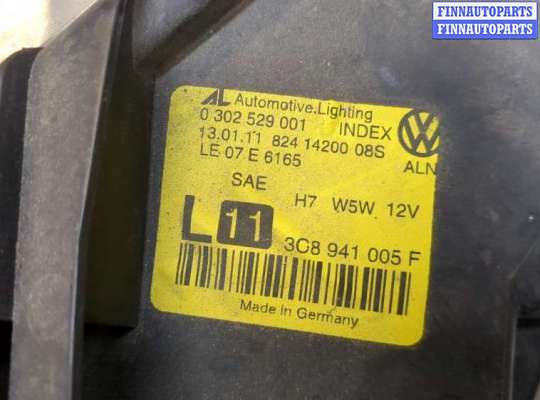 FINNAUTOPARTS
FINNAUTOPARTS
AL Automotive.Lighting
0 302 529 001 INDEX
13.01.11 824 14200 08S
LE 07 E 6165
ALN
SAE
H7 W5W 12V
L 11
3C8 941 005 F
Made in Germany